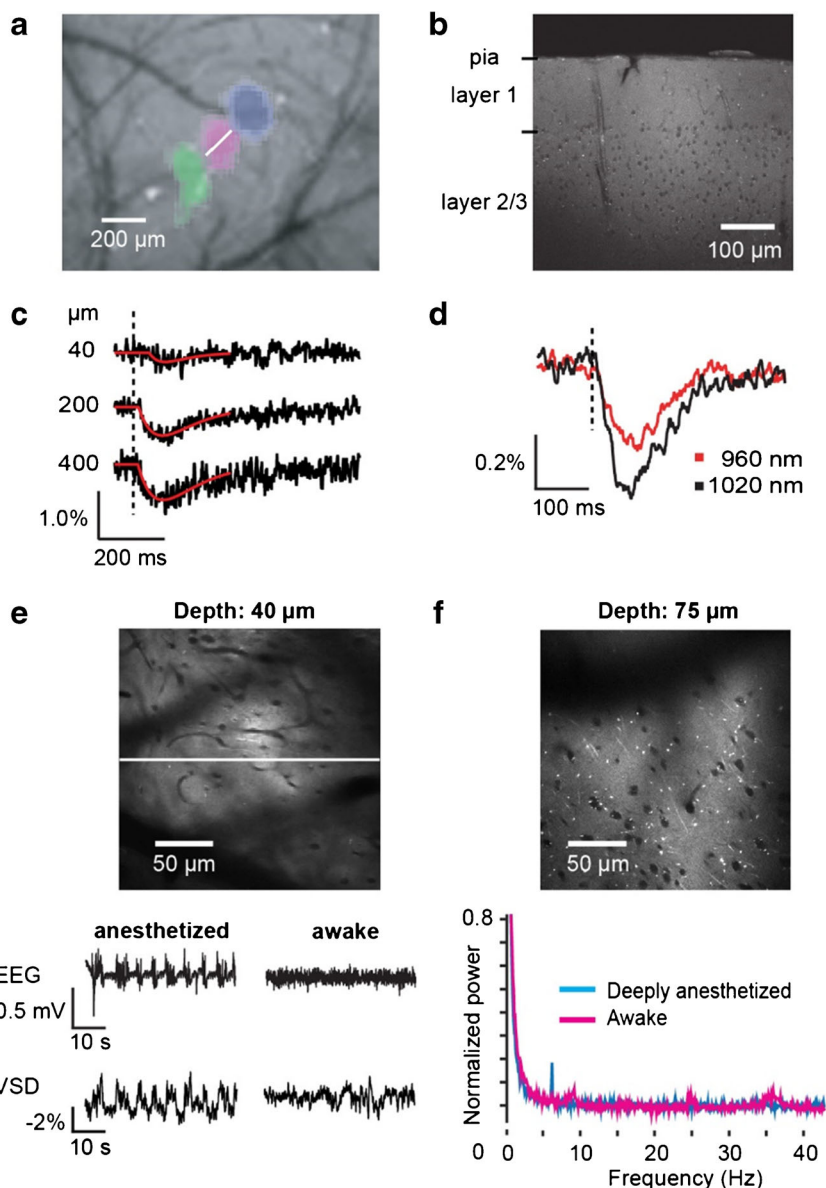 a
200 µm
b
pia
layer 1
layer 2/3
100 µm
c
µm
40
200
400
1.0%
200 ms
d
0.2%
100 ms
960 nm
1020 nm
e
Depth: 40 µm
50 µm
anesthetized
awake
EEG
0.5 mV
10 s
VSD
-2%
10 s
f
Depth: 75 µm
50 µm
0.8
Normalized power
Deeply anesthetized
Awake
0
0 10 20 30 40
Frequency (Hz)